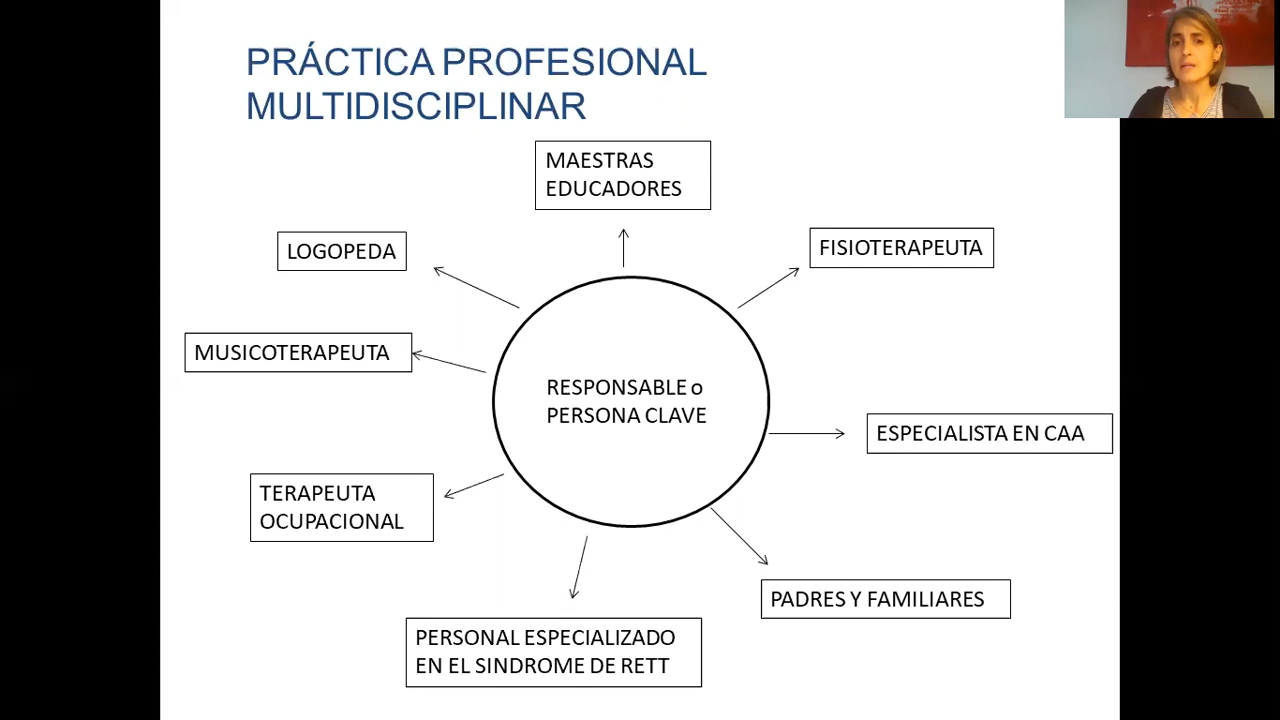 PRÁCTICA PROFESIONAL
MULTIDISCIPLINAR
MAESTRAS
EDUCADORES
LOGOPEDA
FISIOTERAPEUTA
MUSICOTERAPEUTA
RESPONSABLE o
PERSONA CLAVE
ESPECIALISTA EN CAA
TERAPEUTA
OCUPACIONAL
PADRES Y FAMILIARES
PERSONAL ESPECIALIZADO
EN EL SINDROME DE RETT